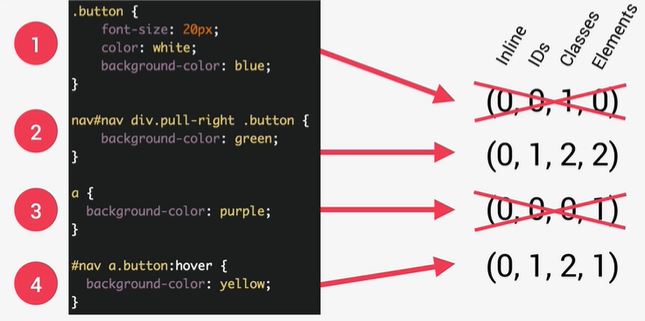 Inline IDs Classes Elements
1
.button {
    font-size: 20px;
    color: white;
    background-color: blue;
}
(0, 0, 1, 0)
2
nav#nav div.pull-right .button {
    background-color: green;
}
(0, 1, 2, 2)
3
a {
  background-color: purple;
}
(0, 0, 0, 1)
4
#nav a.button:hover {
  background-color: yellow;
}
(0, 1, 2, 1)